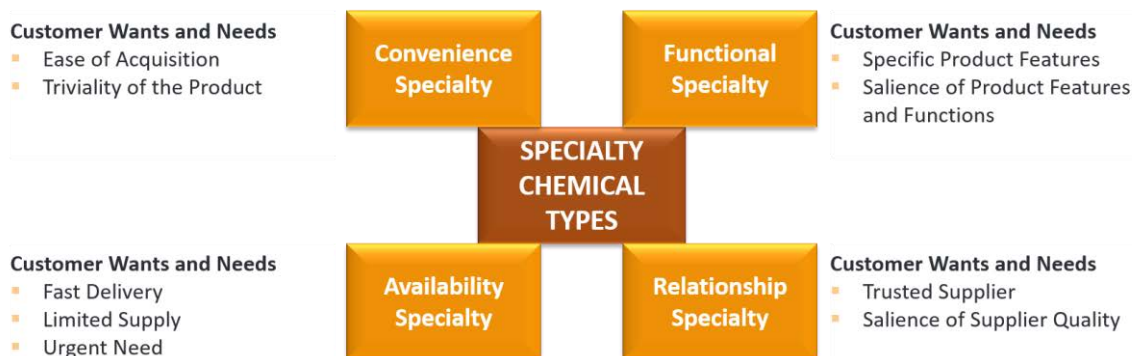 Customer Wants and Needs
Ease of Acquisition
Triviality of the Product
Convenience
Specialty
Functional
Specialty
Customer Wants and Needs
Specific Product Features
Salience of Product Features
and Functions
SPECIALTY
CHEMICAL
TYPES
Customer Wants and Needs
Fast Delivery
Limited Supply
Urgent Need
Availability
Specialty
Relationship
Specialty
Customer Wants and Needs
Trusted Supplier
Salience of Supplier Quality